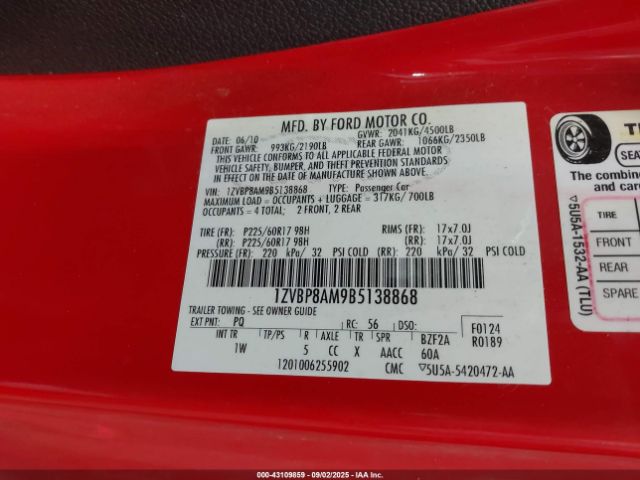 MFD. BY FORD MOTOR CO.
DATE: 06/10 GVWR: 2041KG/4500LB
FRONT GAWR: 993KG/2190LB REAR GAWR: 1066KG/2350LB
THIS VEHICLE CONFORMS TO ALL APPLICABLE FEDERAL MOTOR
VEHICLE SAFETY, BUMPER, AND THEFT PREVENTION STANDARDS
IN EFFECT ON THE DATE OF MANUFACTURE SHOWN ABOVE.
VIN: 1ZVBP8AM9B5138868 TYPE: Passenger Car
MAXIMUM LOAD = OCCUPANTS + LUGGAGE = 317KG/ 700LB
OCCUPANTS = 4 TOTAL; 2 FRONT, 2 REAR
TIRE (FR): P225/60R17 98H RIMS (FR): 17x7.0J
(RR): P225/60R17 98H (RR): 17x7.0J
PRESSURE (FR): 220 kPa/ 32 PSI COLD (RR): 220 kPa/ 32 PSI COLD
1ZVBP8AM9B5138868
TRAILER TOWING - SEE OWNER GUIDE
EXT PNT: PQ RC: 56 DSO: F0124
INT TR TP/PS R AXLE TR SPR BZF2A R0189
1W 5 CC X AACC 60A
1201006255902 CMC ▽5U5A-5420472-AA
TI
SEA
The combine
and car
TIRE
FRONT
REAR
SPARE
▽5U5A-1532-AA (TLU)
000-43109859 - 09/02/2025 - IAAI.CA